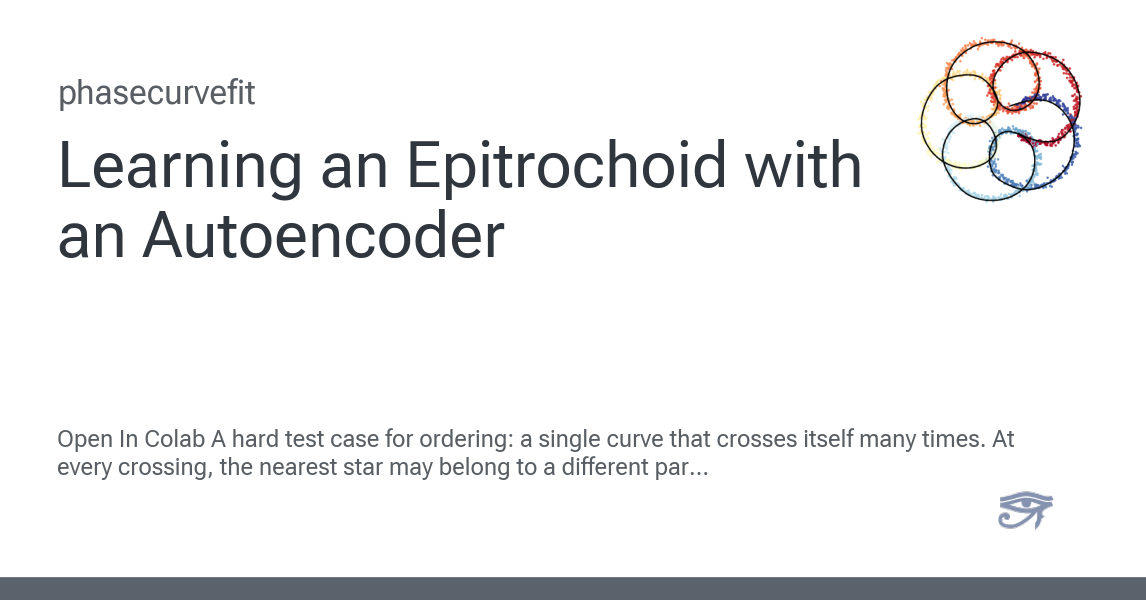 phasecurvefit
Learning an Epitrochoid with
an Autoencoder
Open In Colab A hard test case for ordering: a single curve that crosses itself many times. At
every crossing, the nearest star may belong to a different par...